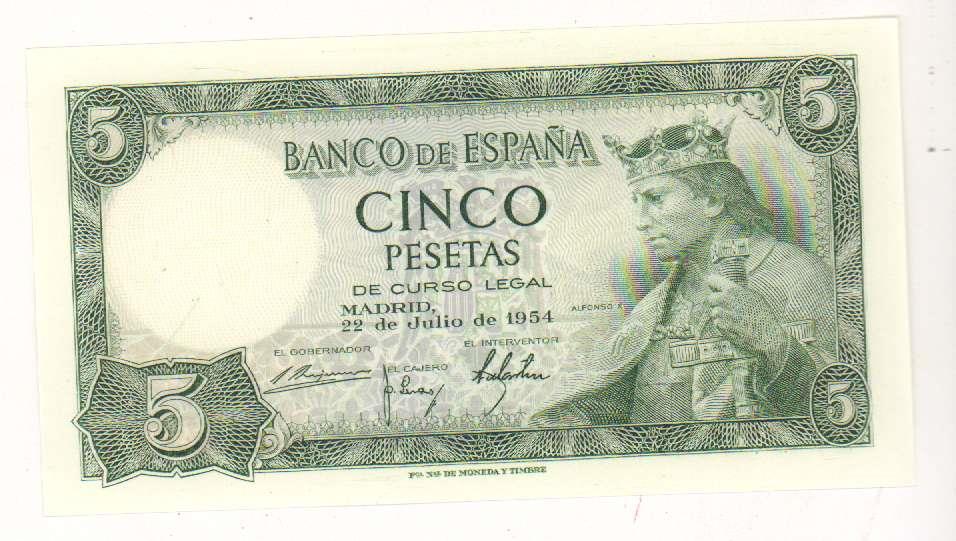 5
5
BANCO DE ESPAÑA
CINCO
PESETAS
DE CURSO LEGAL
MADRID,
22 de Julio de 1954
ALFONSO X
EL GOBERNADOR
EL CAJERO
EL INTERVENTOR
5
5
Fca. Nal. DE MONEDA Y TIMBRE